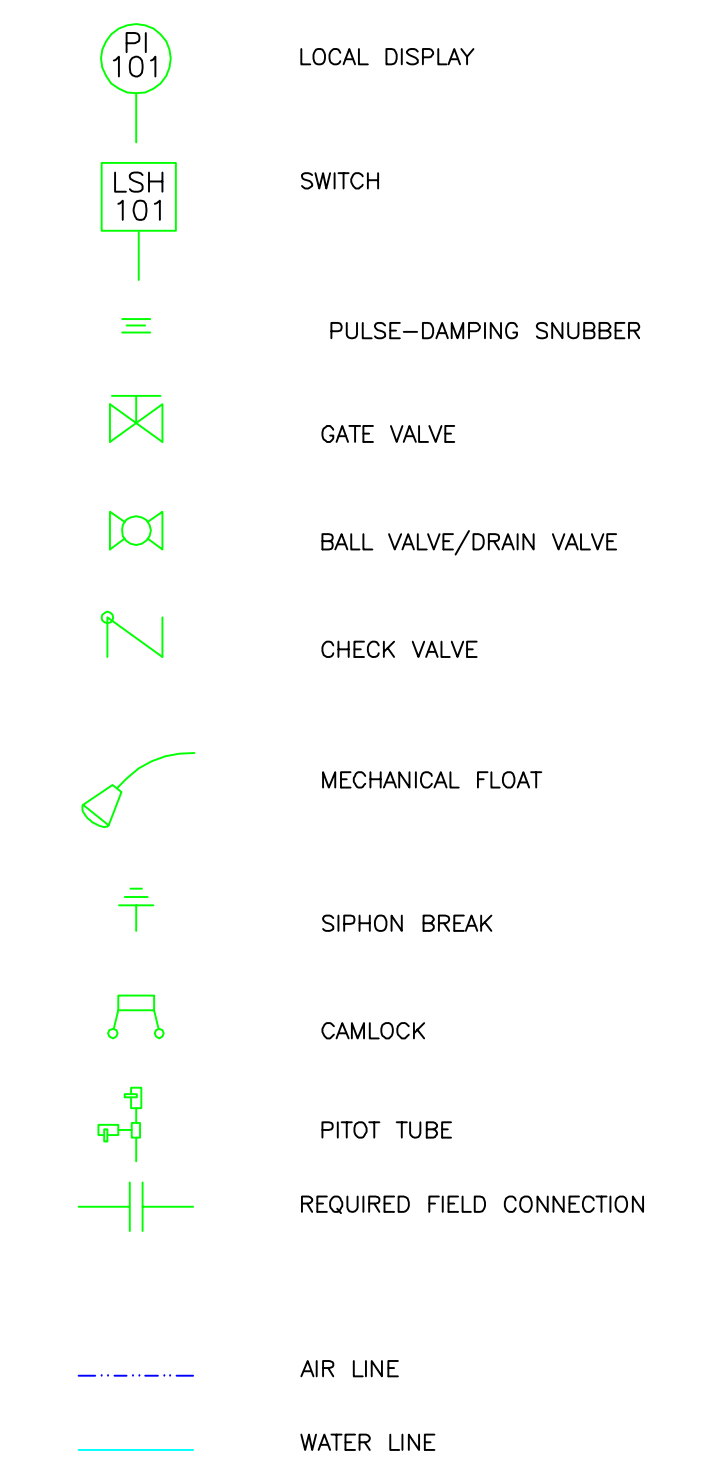 PI
101
LOCAL DISPLAY
LSH
101
SWITCH
PULSE-DAMPING SNUBBER
GATE VALVE
BALL VALVE/DRAIN VALVE
CHECK VALVE
MECHANICAL FLOAT
SIPHON BREAK
CAMLOCK
PITOT TUBE
REQUIRED FIELD CONNECTION
AIR LINE
WATER LINE